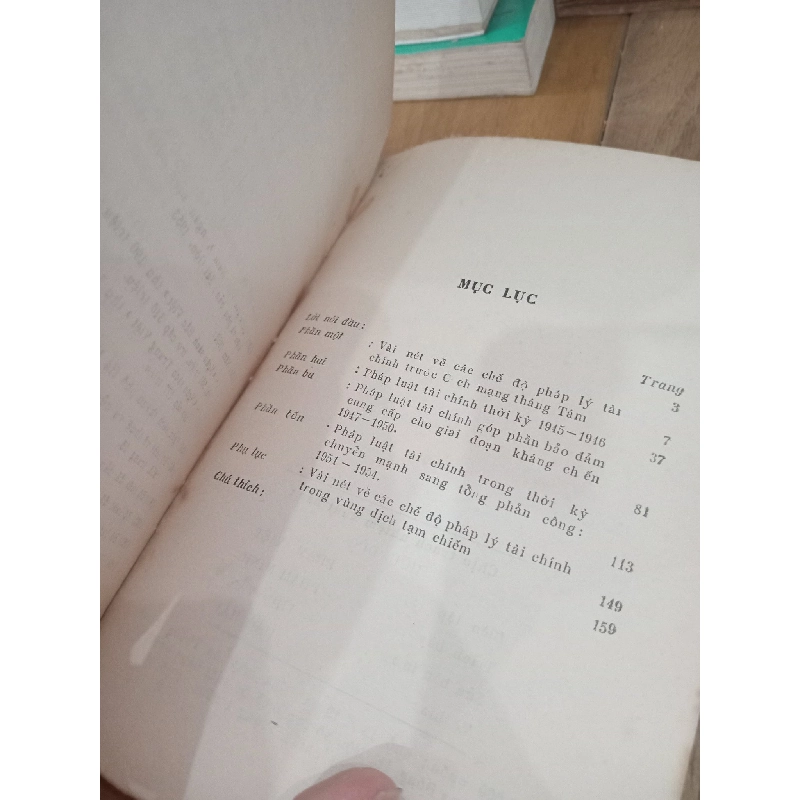 MỤC LỤC
Trang
Lời nói đầu : 3
Phần một : Vài nét về các chế độ pháp lý tài
chính trước C ch mạng tháng Tám 7
Phần hai : Pháp luật tài chính thời kỳ 1945—1946 37
Phần ba : Pháp luật tài chính góp phần bảo đảm
cung cấp cho giai đoạn kháng ch ến
1947—1950. 81
Phần bốn : Pháp luật tài chính trong thời kỳ
chuyển mạnh sang tổng phản công :
1951 — 1954. 113
Phụ lục : Vài nét về các chế độ pháp lý tài chính
trong vùng địch tạm chiếm 149
Chú thích : 159